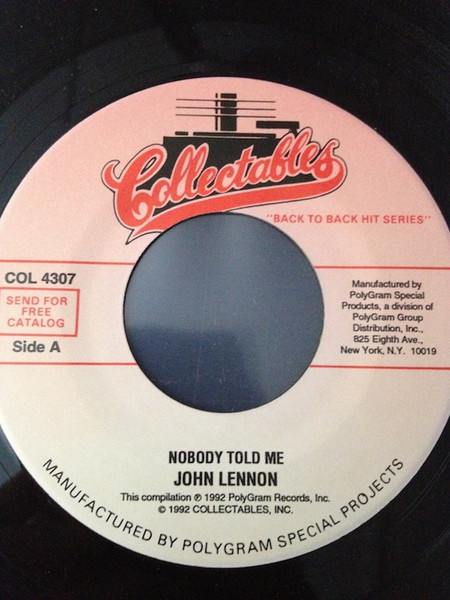 Collectables
"BACK TO BACK HIT SERIES"
COL 4307
SEND FOR
FREE
CATALOG
Side A
Manufactured by
PolyGram Special
Products, a division of
PolyGram Group
Distribution, Inc.,
825 Eighth Ave.,
New York, N.Y. 10019
NOBODY TOLD ME
JOHN LENNON
This compilation ℗ 1992 PolyGram Records, Inc.
© 1992 COLLECTABLES, INC.
MANUFACTURED BY POLYGRAM SPECIAL PROJECTS